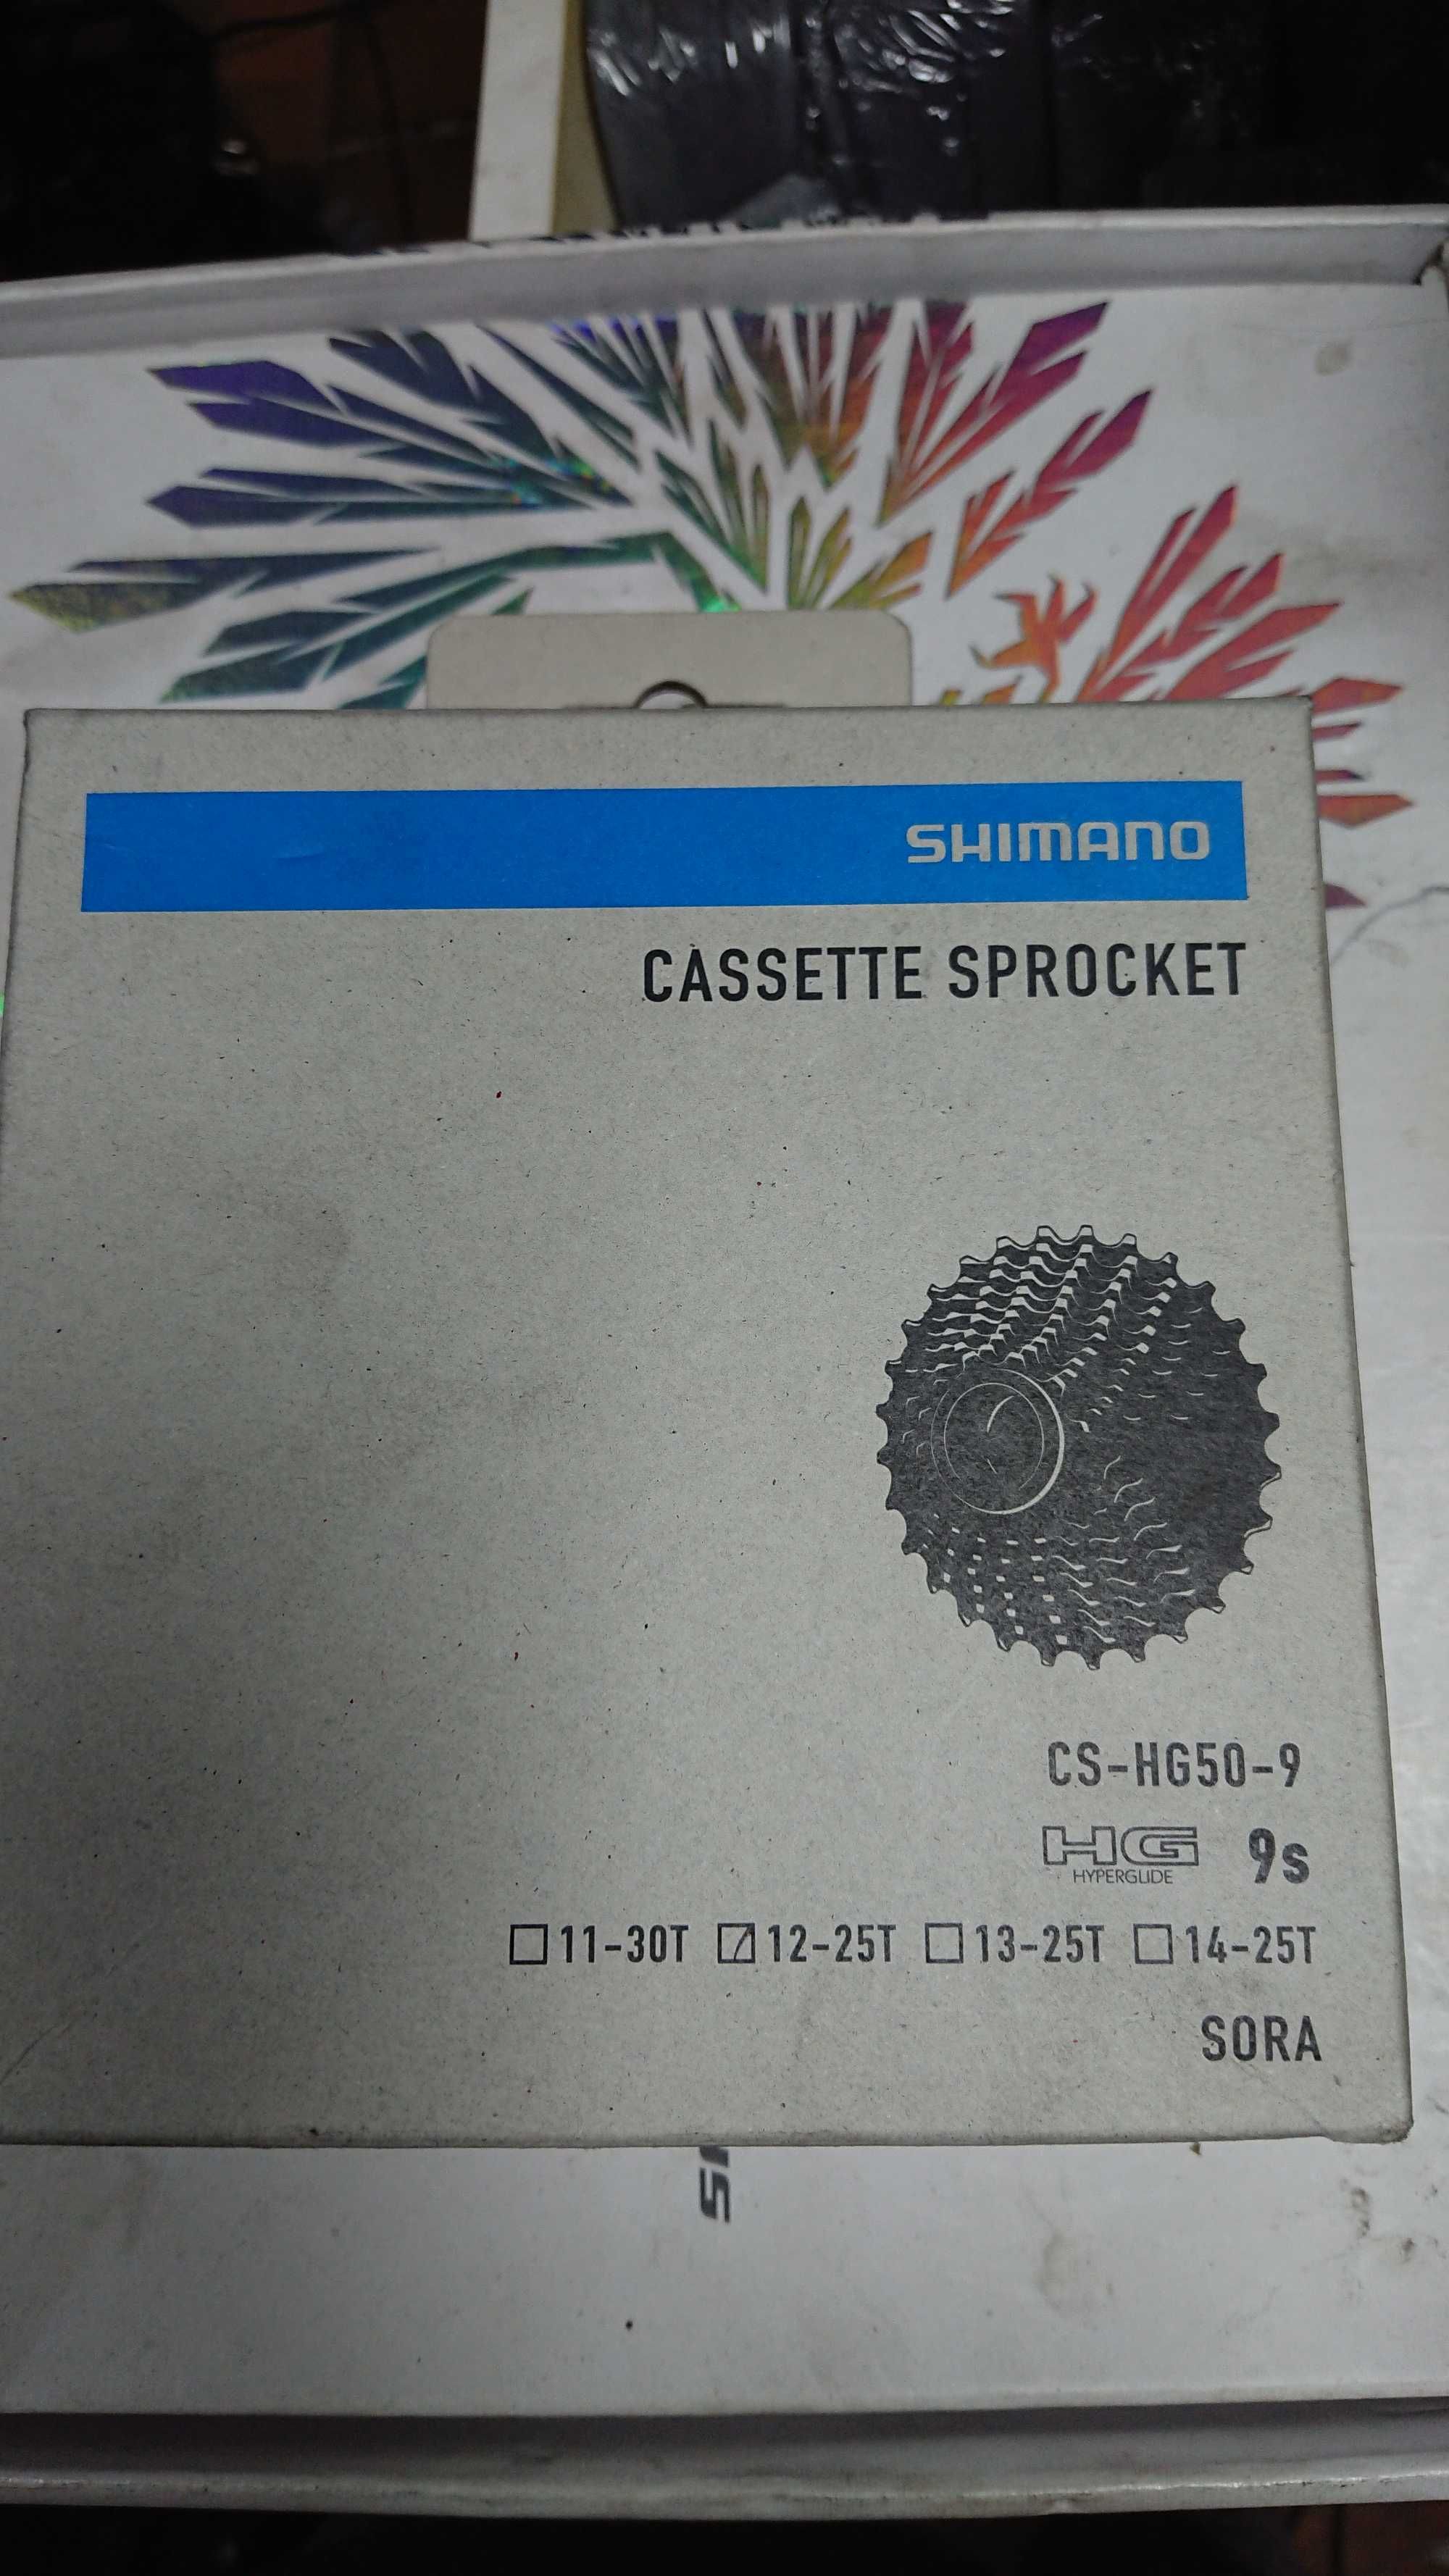 SHIMANO
CASSETTE SPROCKET
CS-HG50-9
HG 9s
HYPERGLIDE
☐11-30T ☑12-25T ☐13-25T ☐14-25T
SORA